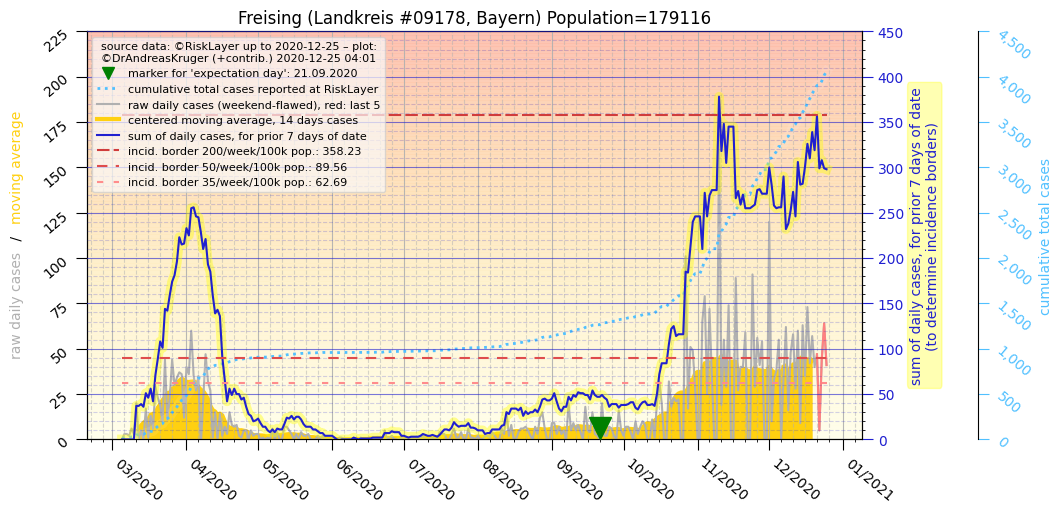 Freising (Landkreis #09178, Bayern) Population=179116
source data: ©RiskLayer up to 2020-12-25 – plot:
©DrAndreasKruger (+contrib.) 2020-12-25 04:01
marker for 'expectation day': 21.09.2020
cumulative total cases reported at RiskLayer
raw daily cases (weekend-flawed), red: last 5
centered moving average, 14 days cases
sum of daily cases, for prior 7 days of date
incid. border 200/week/100k pop.: 358.23
incid. border 50/week/100k pop.: 89.56
incid. border 35/week/100k pop.: 62.69
raw daily cases / moving average
225
200
175
150
125
100
75
50
25
0
450
400
350
300
250
200
150
100
50
0
sum of daily cases, for prior 7 days of date
(to determine incidence borders)
4,500
4,000
3,500
3,000
2,500
2,000
1,500
1,000
500
0
cumulative total cases
03/2020
04/2020
05/2020
06/2020
07/2020
08/2020
09/2020
10/2020
11/2020
12/2020
01/2021